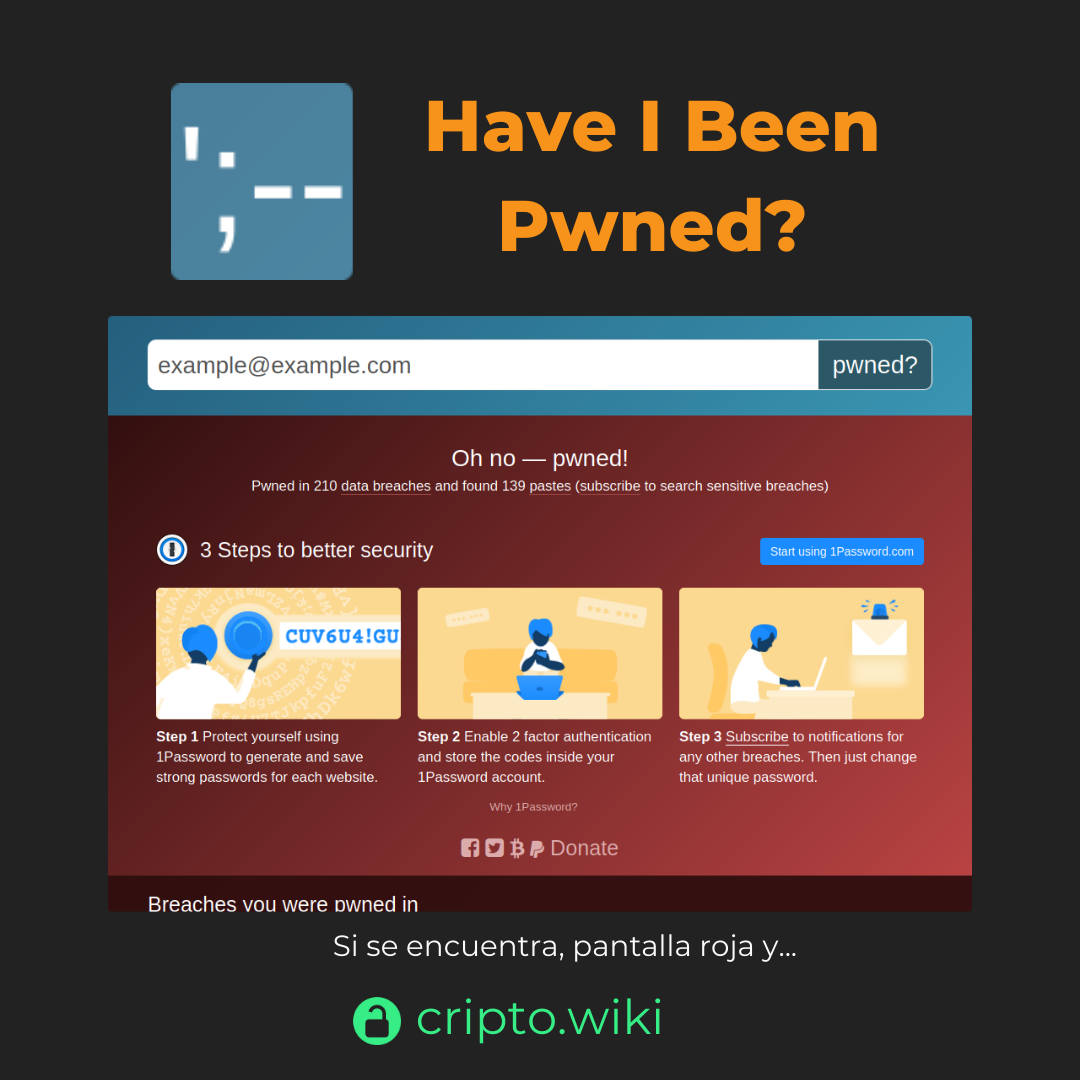 ';--
Have I Been
Pwned?
example@example.com
pwned?
Oh no — pwned!
Pwned in 210 data breaches and found 139 pastes (subscribe to search sensitive breaches)
3 Steps to better security
Start using 1Password.com
CUV6U4!GU
Step 1 Protect yourself using
1Password to generate and save
strong passwords for each website.
Step 2 Enable 2 factor authentication
and store the codes inside your
1Password account.
Step 3 Subscribe to notifications for
any other breaches. Then just change
that unique password.
Why 1Password?
Donate
Breaches you were pwned in
Si se encuentra, pantalla roja y...
cripto.wiki